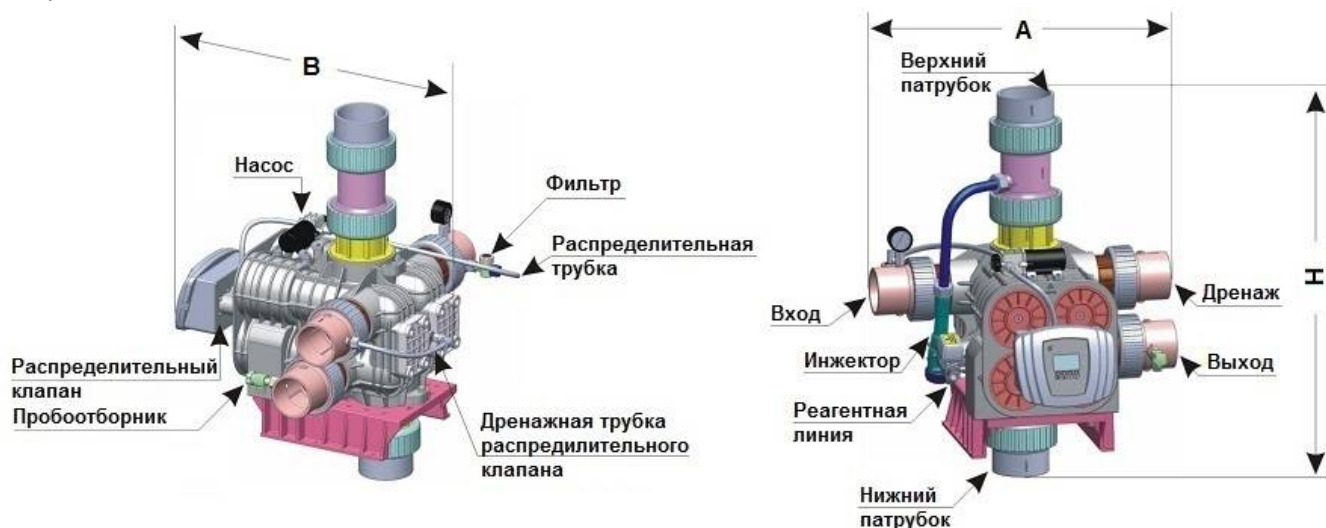 B
Насос
Фильтр
Распределительная
трубка
Распределительный
клапан
Пробоотборник
Дренажная трубка
распредилительного
клапана
A
Верхний
патрубок
H
Вход
Дренаж
Инжектор
Выход
Реагентная
линия
Нижний
патрубок